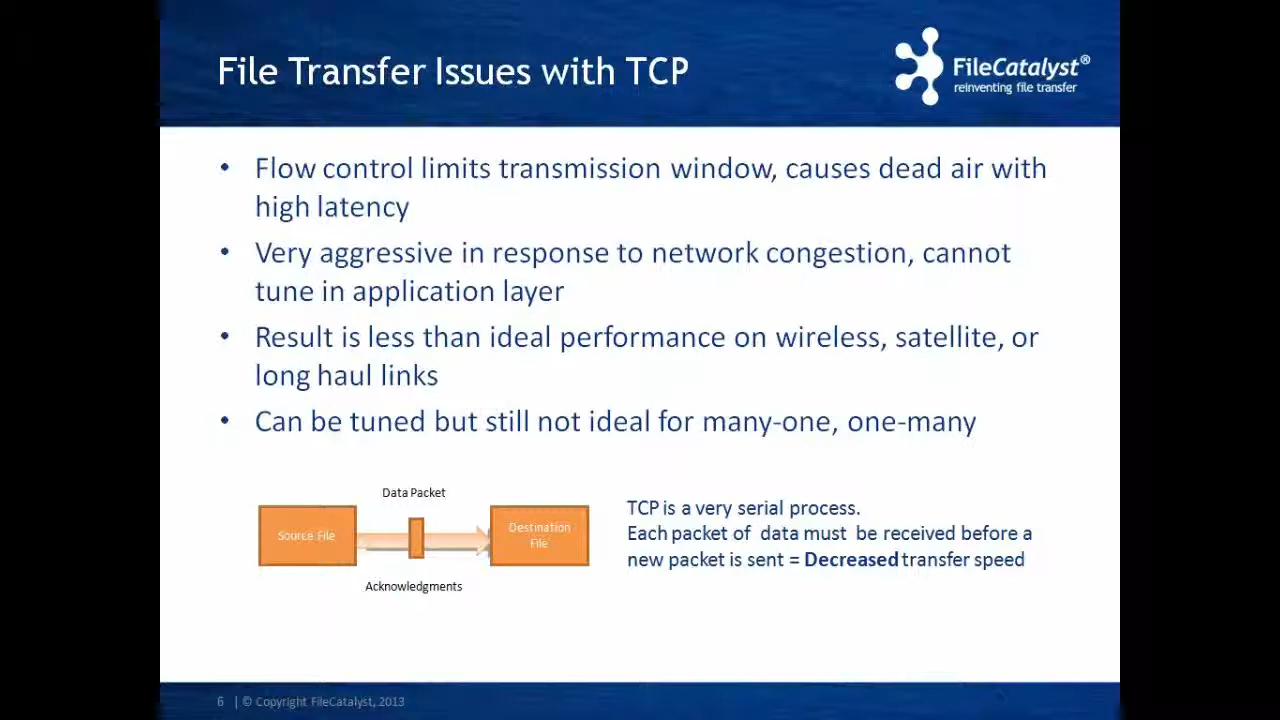 File Transfer Issues with TCP
FileCatalyst®
reinventing file transfer
• Flow control limits transmission window, causes dead air with
high latency
• Very aggressive in response to network congestion, cannot
tune in application layer
• Result is less than ideal performance on wireless, satellite, or
long haul links
• Can be tuned but still not ideal for many-one, one-many
Data Packet
Source File
Destination
File
Acknowledgments
TCP is a very serial process.
Each packet of data must be received before a
new packet is sent = Decreased transfer speed
6 | © Copyright FileCatalyst, 2013